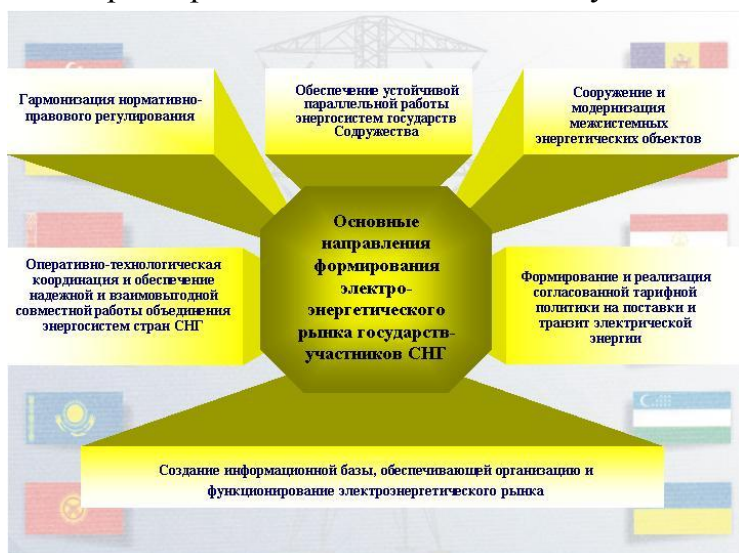 Гармонизация нормативно-
правового регулирования
Обеспечение устойчивой
параллельной работы
энергосистем государств
Содружества
Сооружение и
модернизация
межсистемных
энергетических объектов
Основные
направления
формирования
электро-
энергетического
рынка государств-
участников СНГ
Оперативно-технологическая
координация и обеспечение
надежной и взаимовыгодной
совместной работы объединения
энергосистем стран СНГ
Формирование и реализация
согласованной тарифной
политики на поставки и
транзит электрической
энергии
Создание информационной базы, обеспечивающей организацию и
функционирование электроэнергетического рынка